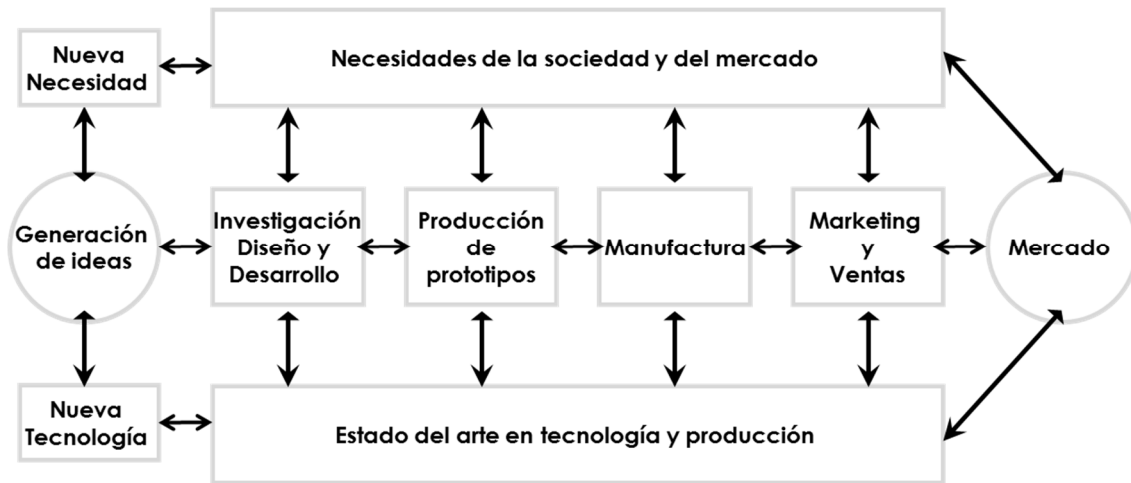 Nueva
Necesidad
Necesidades de la sociedad y del mercado
Generación
de ideas
Investigación
Diseño y
Desarrollo
Producción
de
prototipos
Manufactura
Marketing
y
Ventas
Mercado
Nueva
Tecnología
Estado del arte en tecnología y producción